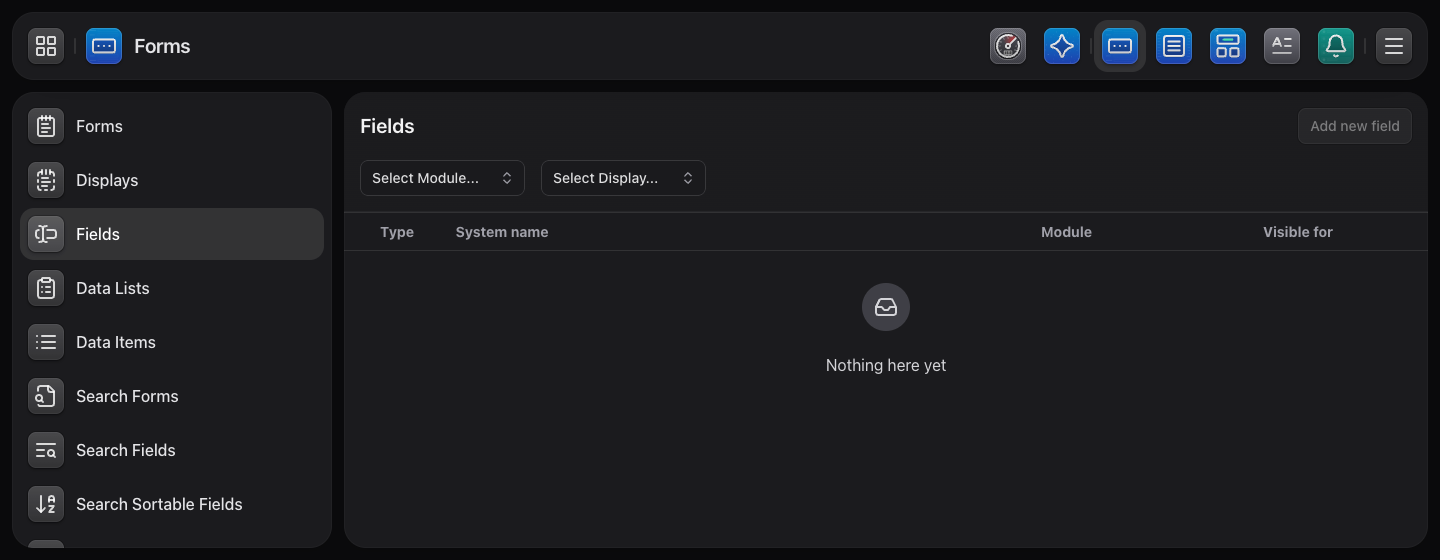 Forms
Forms
Displays
Fields
Data Lists
Data Items
Search Forms
Search Fields
Search Sortable Fields
Fields
Add new field
Select Module...
Select Display...
Type System name Module Visible for
Nothing here yet